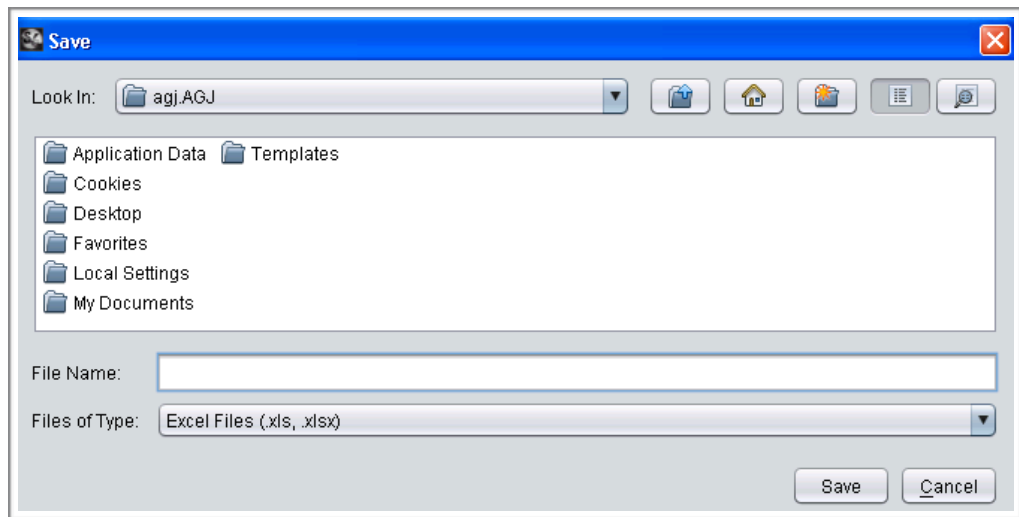 Save
Look In: agj.AGJ
Application Data Templates
Cookies
Desktop
Favorites
Local Settings
My Documents
File Name:
Files of Type: Excel Files (.xls, .xlsx)
Save Cancel